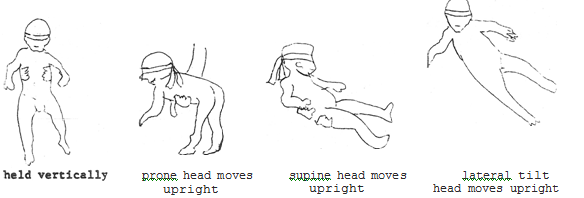 held vertically
prone head moves
upright
supine head moves
upright
lateral tilt
head moves upright